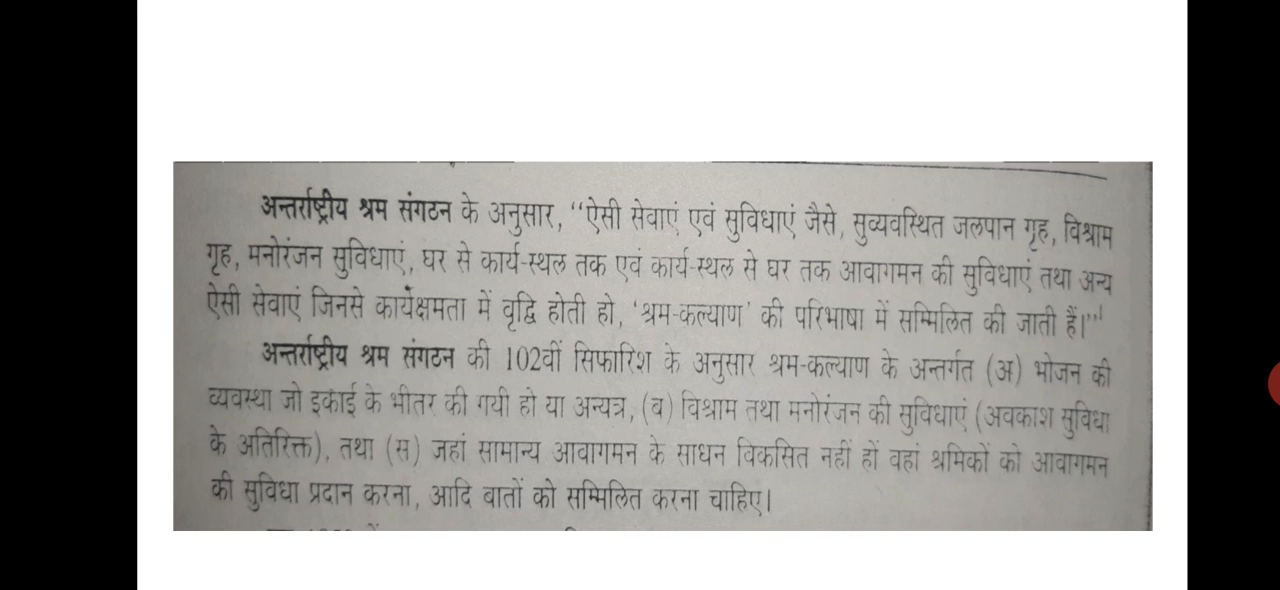 अन्तर्राष्ट्रीय श्रम संगठन के अनुसार, “ऐसी सेवाएं एवं सुविधाएं जैसे, सुव्यवस्थित जलपान गृह, विश्राम
गृह, मनोरंजन सुविधाएं, घर से कार्य-स्थल तक एवं कार्य-स्थल से घर तक आवागमन की सुविधाएं तथा अन्य
ऐसी सेवाएं जिनसे कार्यक्षमता में वृद्धि होती हो, ‘श्रम-कल्याण’ की परिभाषा में सम्मिलित की जाती हैं।”¹
अन्तर्राष्ट्रीय श्रम संगठन की 102वीं सिफारिश के अनुसार श्रम-कल्याण के अन्तर्गत (अ) भोजन की
व्यवस्था जो इकाई के भीतर की गयी हो या अन्यत्र, (ब) विश्राम तथा मनोरंजन की सुविधाएं (अवकाश सुविधा
के अतिरिक्त), तथा (स) जहां सामान्य आवागमन के साधन विकसित नहीं हों वहां श्रमिकों को आवागमन
की सुविधा प्रदान करना, आदि बातों को सम्मिलित करना चाहिए।